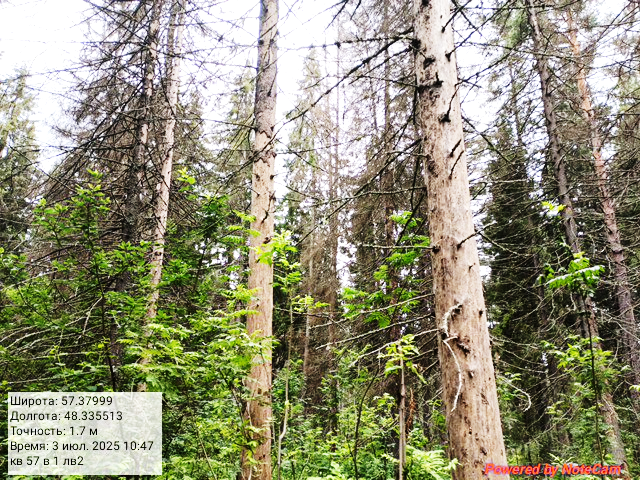 Широта: 57.37999
Долгота: 48.335513
Точность: 1.7 м
Время: 3 июл. 2025 10:47
кв 57 в 1 лв2
Powered by NoteCam